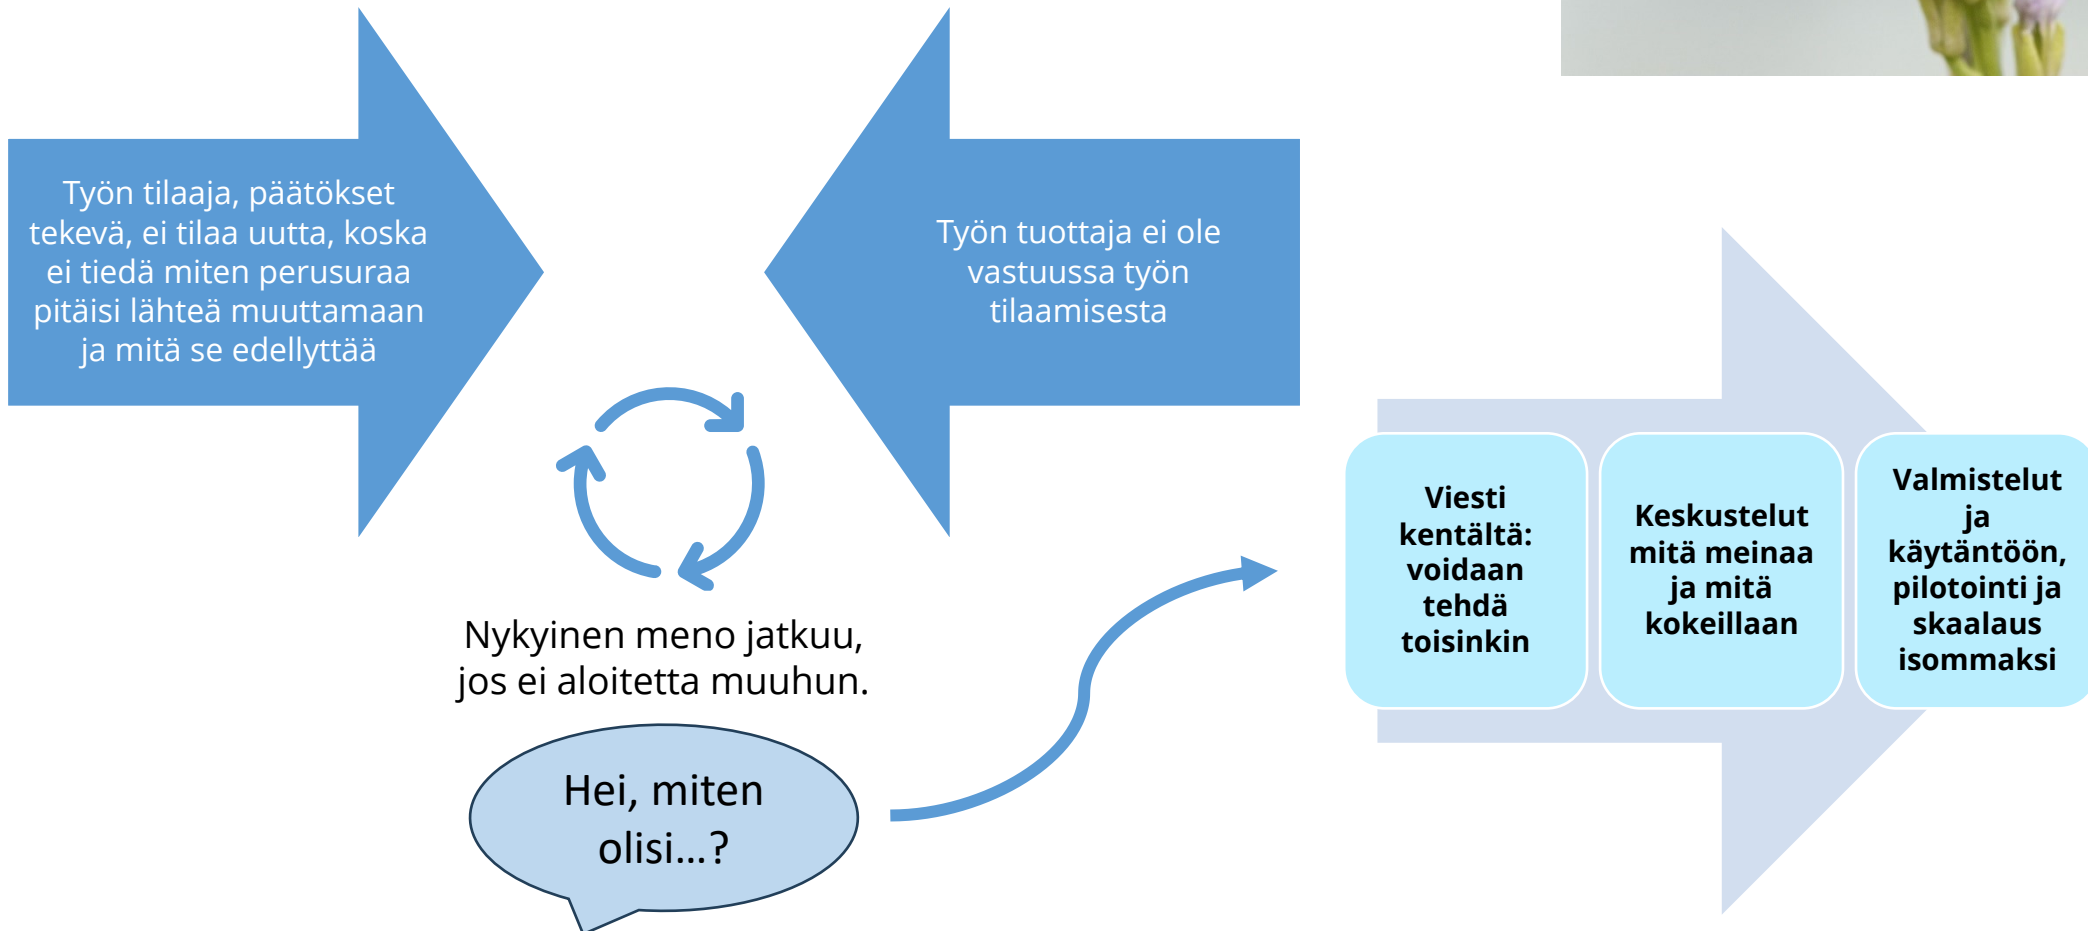 Työn tilaaja, päätökset
tekevä, ei tilaa uutta, koska
ei tiedä miten perusuraa
pitäisi lähteä muuttamaan
ja mitä se edellyttää
Työn tuottaja ei ole
vastuussa työn
tilaamisesta
Nykyinen meno jatkuu,
jos ei aloitetta muuhun.
Hei, miten
olisi...?
Viesti
kentältä:
voidaan
tehdä
toisinkin
Keskustelut
mitä meinaa
ja mitä
kokeillaan
Valmistelut
ja
käytäntöön,
pilotointi ja
skaalaus
isommaksi